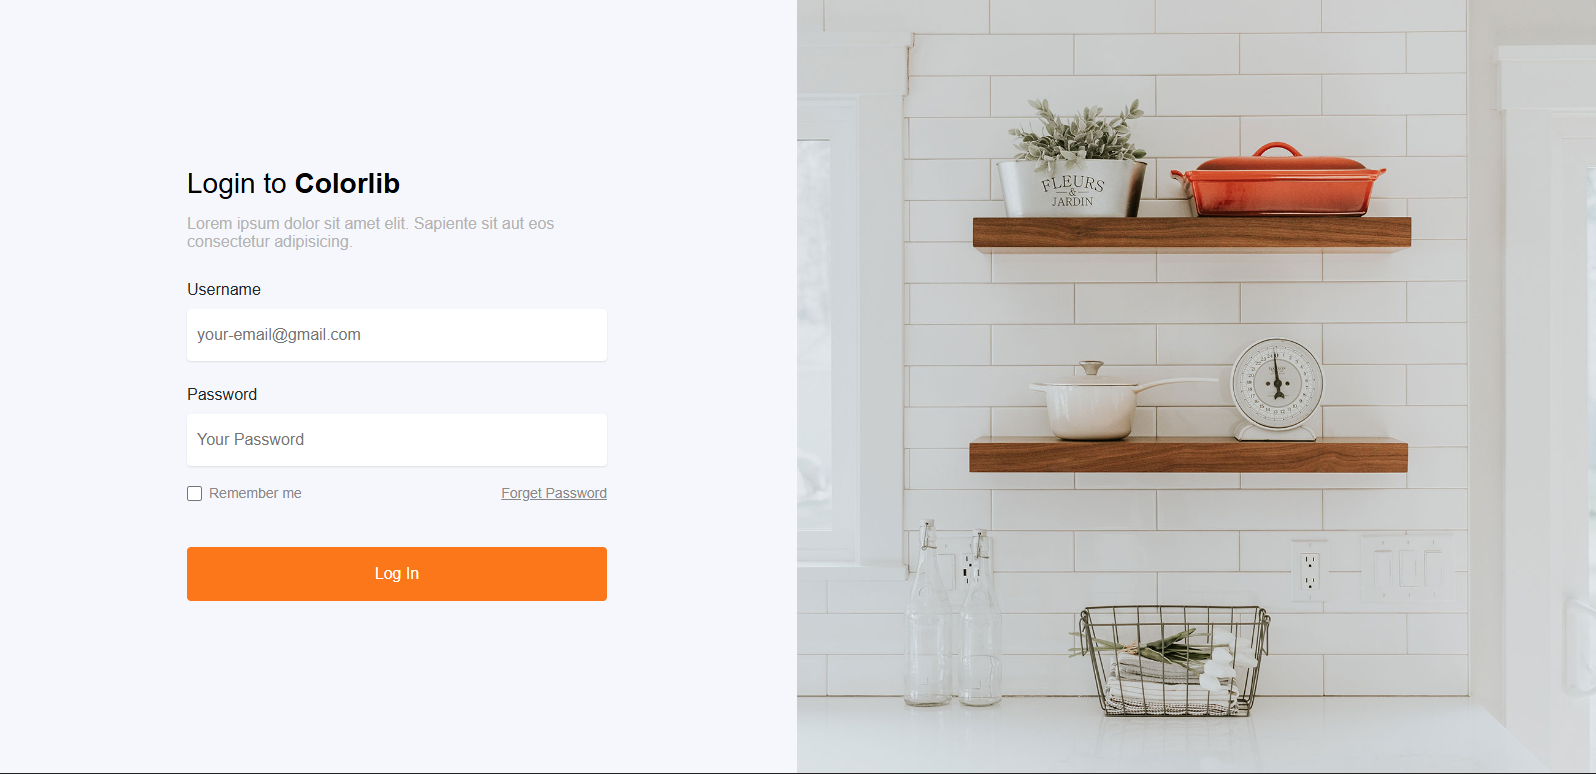 Login to Colorlib
Lorem ipsum dolor sit amet elit. Sapiente sit aut eos
consectetur adipisicing.
Username
your-email@gmail.com
Password
Your Password
Remember me
Forget Password
Log In
FLEURS
&
JARDIN